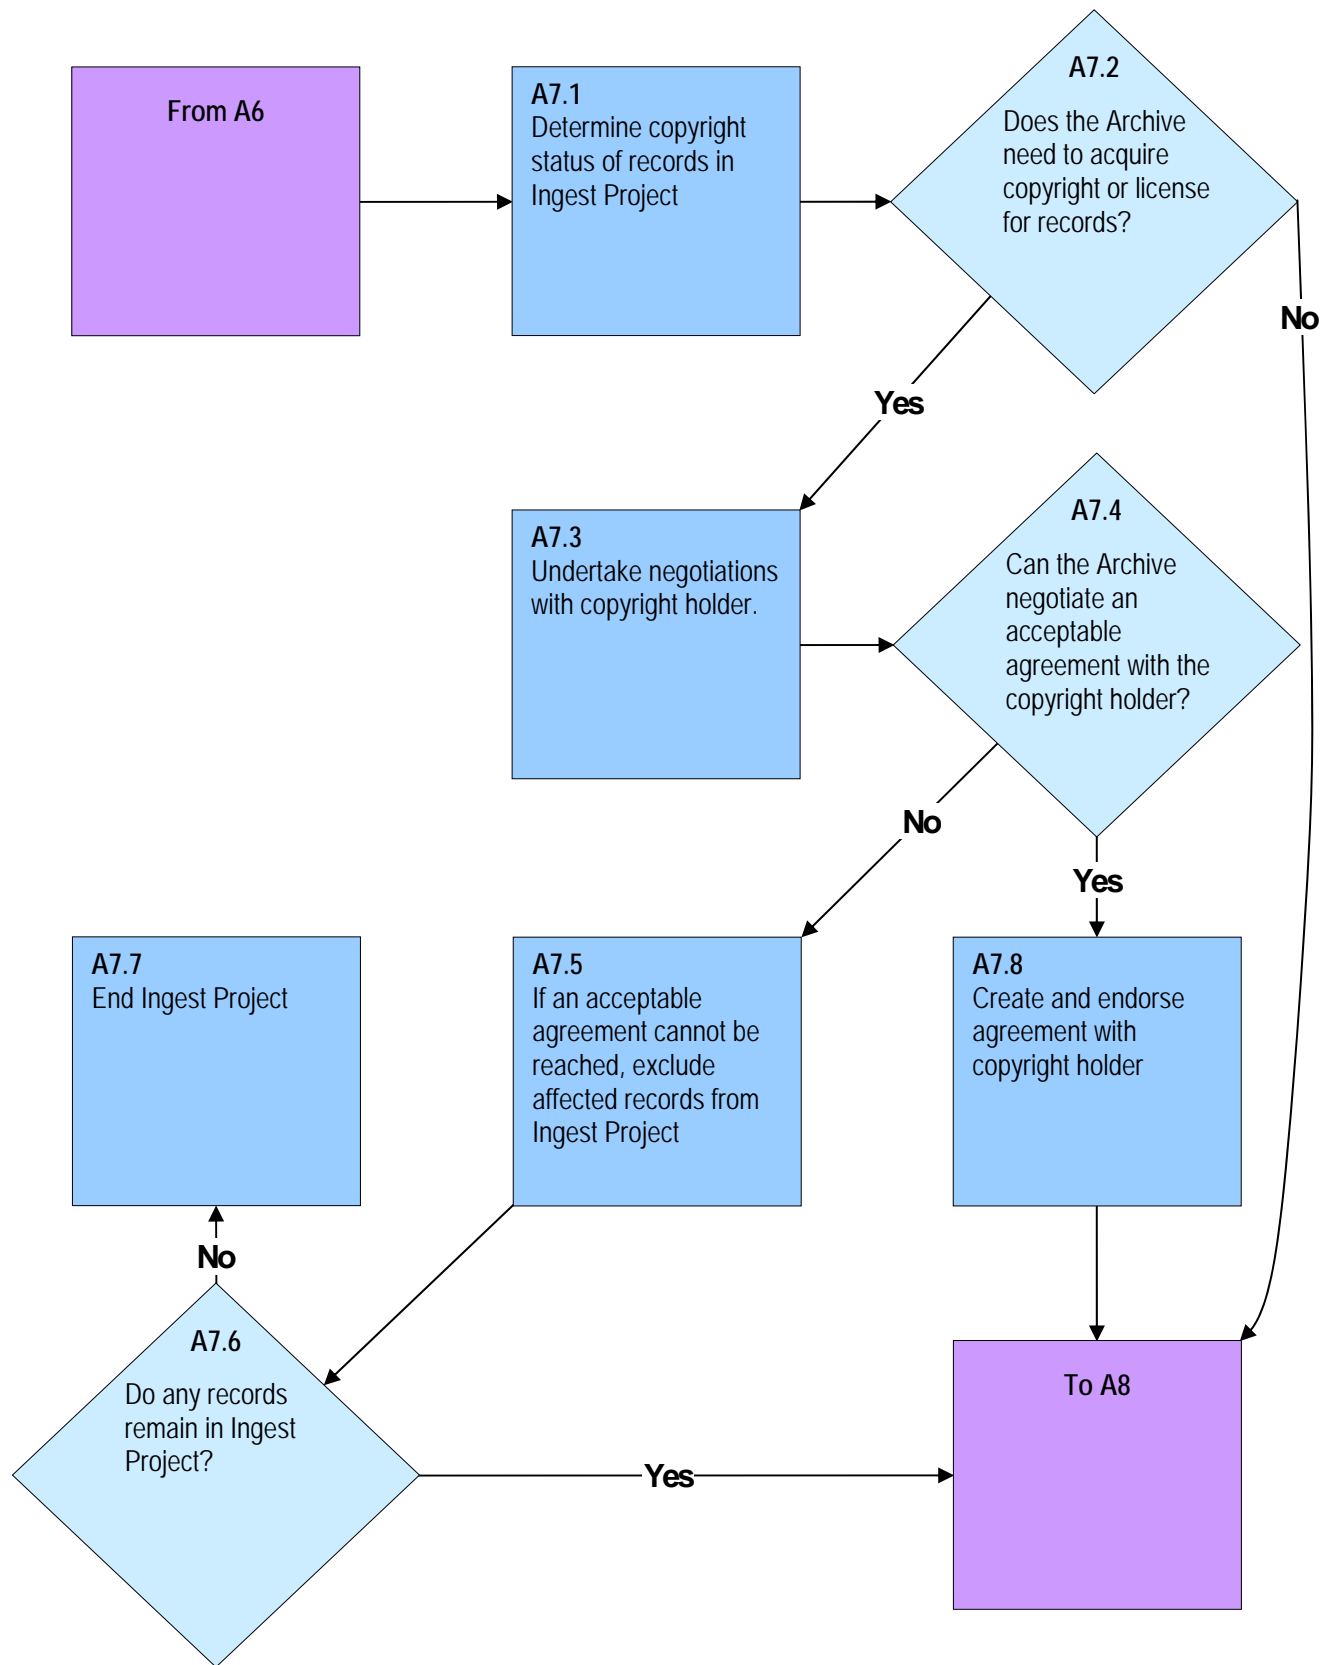 From A6
A7.1
Determine copyright
status of records in
Ingest Project
A7.2
Does the Archive
need to acquire
copyright or license
for records?
No
Yes
A7.3
Undertake negotiations
with copyright holder.
A7.4
Can the Archive
negotiate an
acceptable
agreement with the
copyright holder?
No
Yes
A7.7
End Ingest Project
A7.5
If an acceptable
agreement cannot be
reached, exclude
affected records from
Ingest Project
A7.8
Create and endorse
agreement with
copyright holder
No
A7.6
Do any records
remain in Ingest
Project?
Yes
To A8